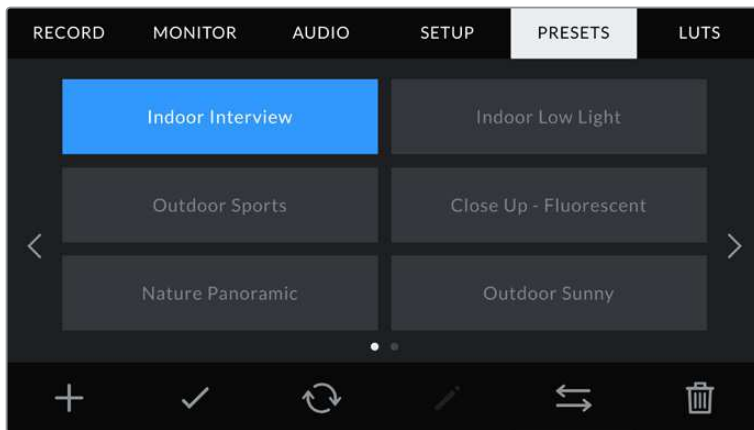 RECORD MONITOR AUDIO SETUP PRESETS LUTS
Indoor Interview Indoor Low Light
Outdoor Sports Close Up - Fluorescent
Nature Panoramic Outdoor Sunny